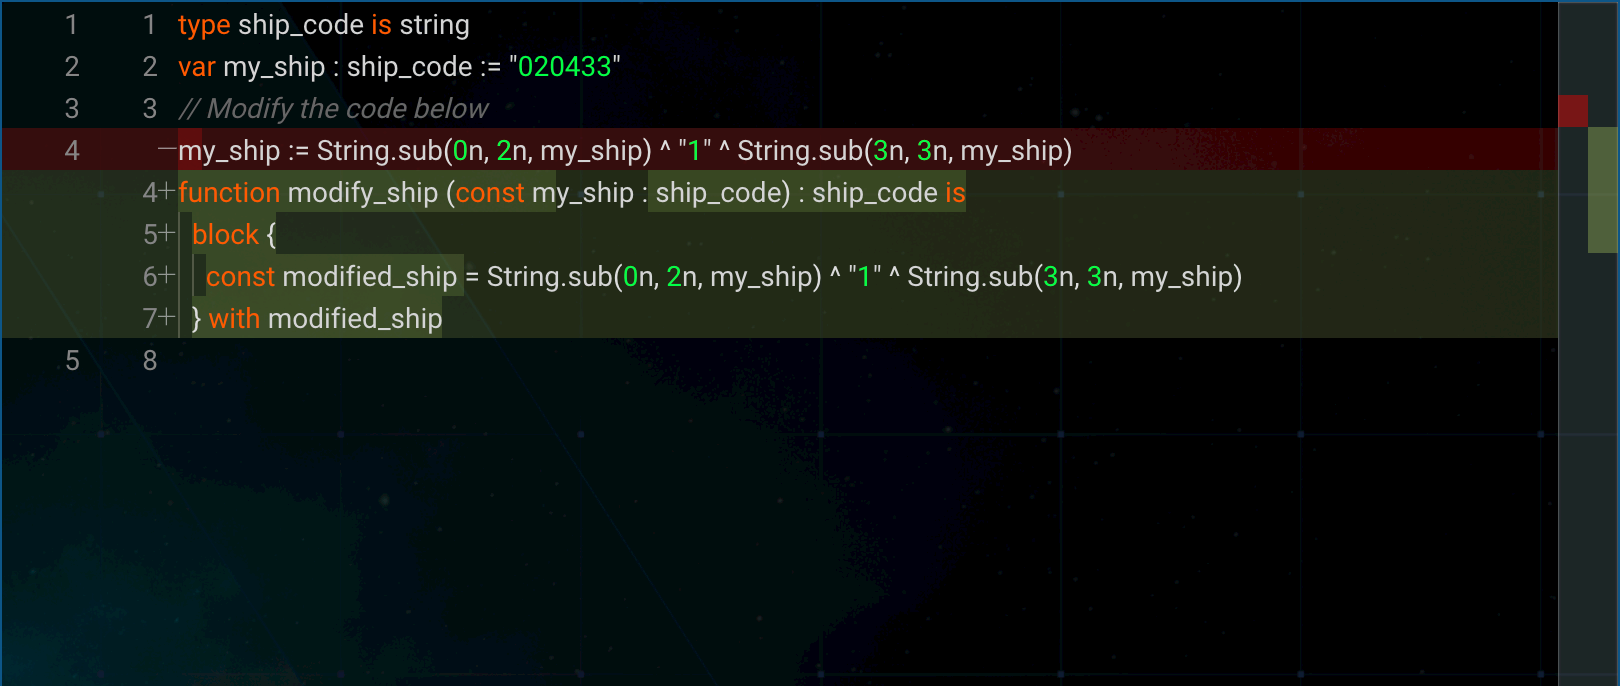 1 1 type ship_code is string
2 2 var my_ship : ship_code := "020433"
3 3 // Modify the code below
4 —my_ship := String.sub(0n, 2n, my_ship) ^ "1" ^ String.sub(3n, 3n, my_ship)
4+ function modify_ship (const my_ship : ship_code) : ship_code is
5+ block {
6+ const modified_ship = String.sub(0n, 2n, my_ship) ^ "1" ^ String.sub(3n, 3n, my_ship)
7+ } with modified_ship
5 8